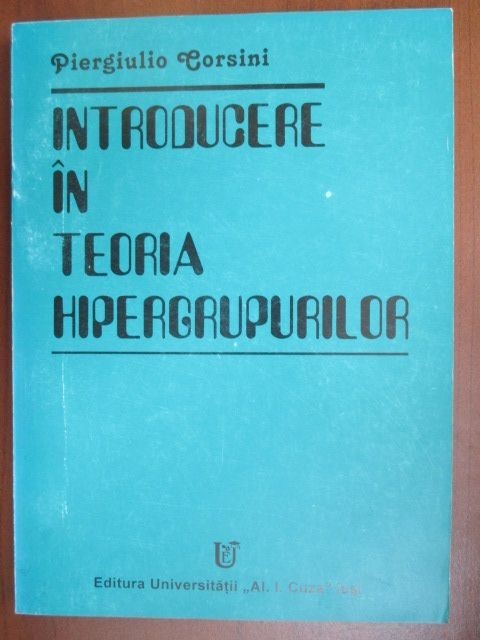 Piergiulio Corsini
INTRODUCERE
ÎN
TEORIA
HIPERGRUPURILOR
Editura Universității „Al. I. Cuza” Iași